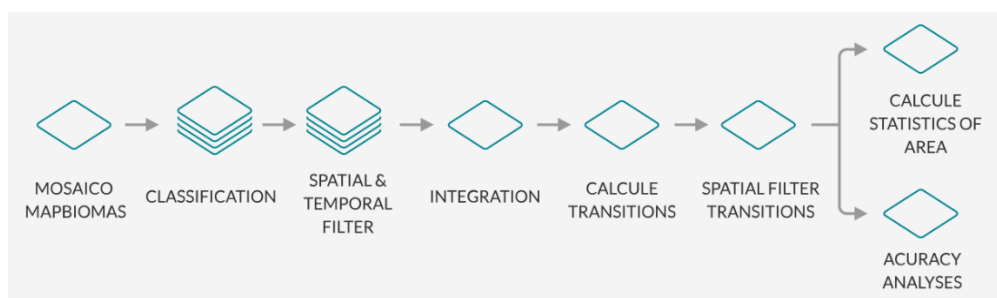 MOSAICO
MAPBIOMAS
CLASSIFICATION
SPATIAL &
TEMPORAL
FILTER
INTEGRATION
CALCULE
TRANSITIONS
SPATIAL FILTER
TRANSITIONS
CALCULE
STATISTICS OF
AREA
ACURACY
ANALYSES